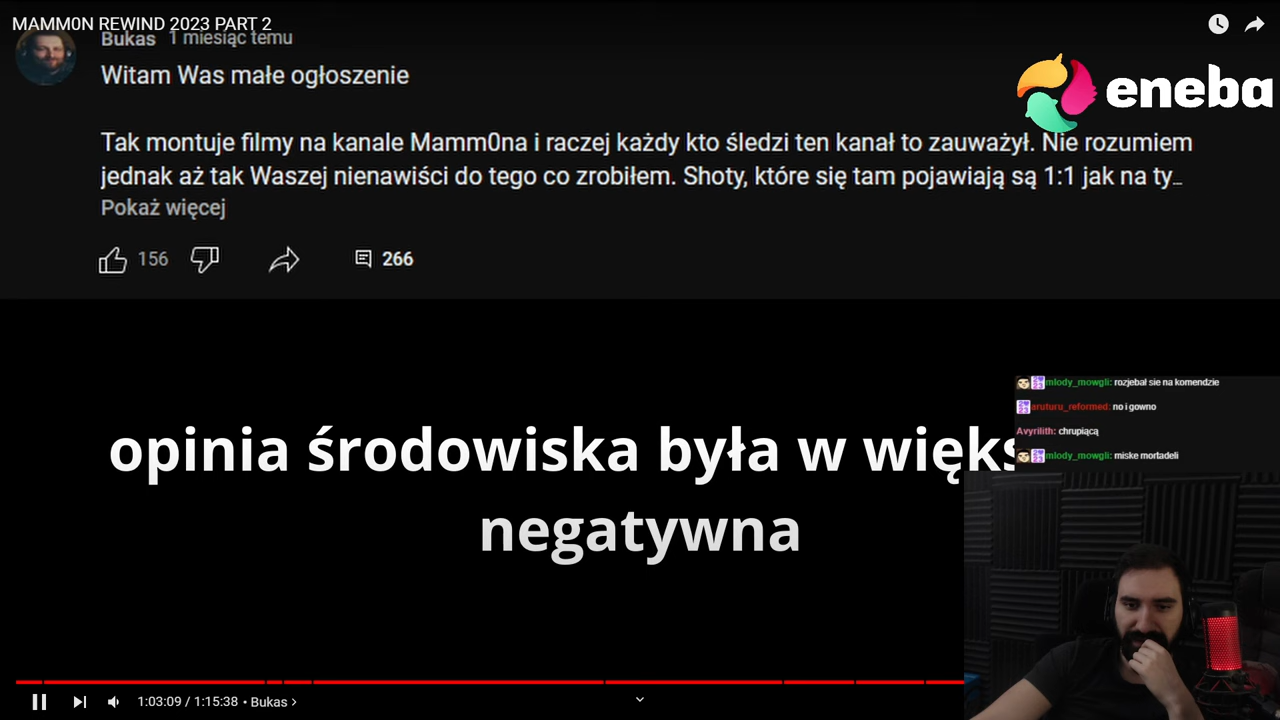 MAMM0N REWIND 2023 PART 2
Bukas 1 miesiąc temu
Witam Was małe ogłoszenie
eneba
Tak montuje filmy na kanale Mamm0na i raczej każdy kto śledzi ten kanał to zauważył. Nie rozumiem
jednak aż tak Waszej nienawiści do tego co zrobiłem. Shoty, które się tam pojawiają są 1:1 jak na ty...
Pokaż więcej
156
266
mlody_mowgli: rozjebał sie na komendzie
aruturu_reformed: no i gowno
Avyrilith: chrupiącą
mlody_mowgli: miske mortadeli
opinia środowiska była w więks
negatywna
1:03:09 / 1:15:38 • Bukas >